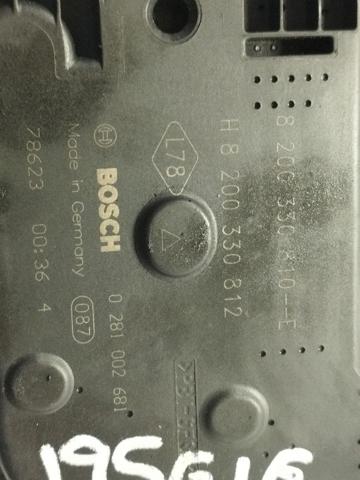 8 200 330 810--E
H 8 200 330 812
L78
BOSCH
0 281 002 681
Made in Germany
087
78623 00:36 4